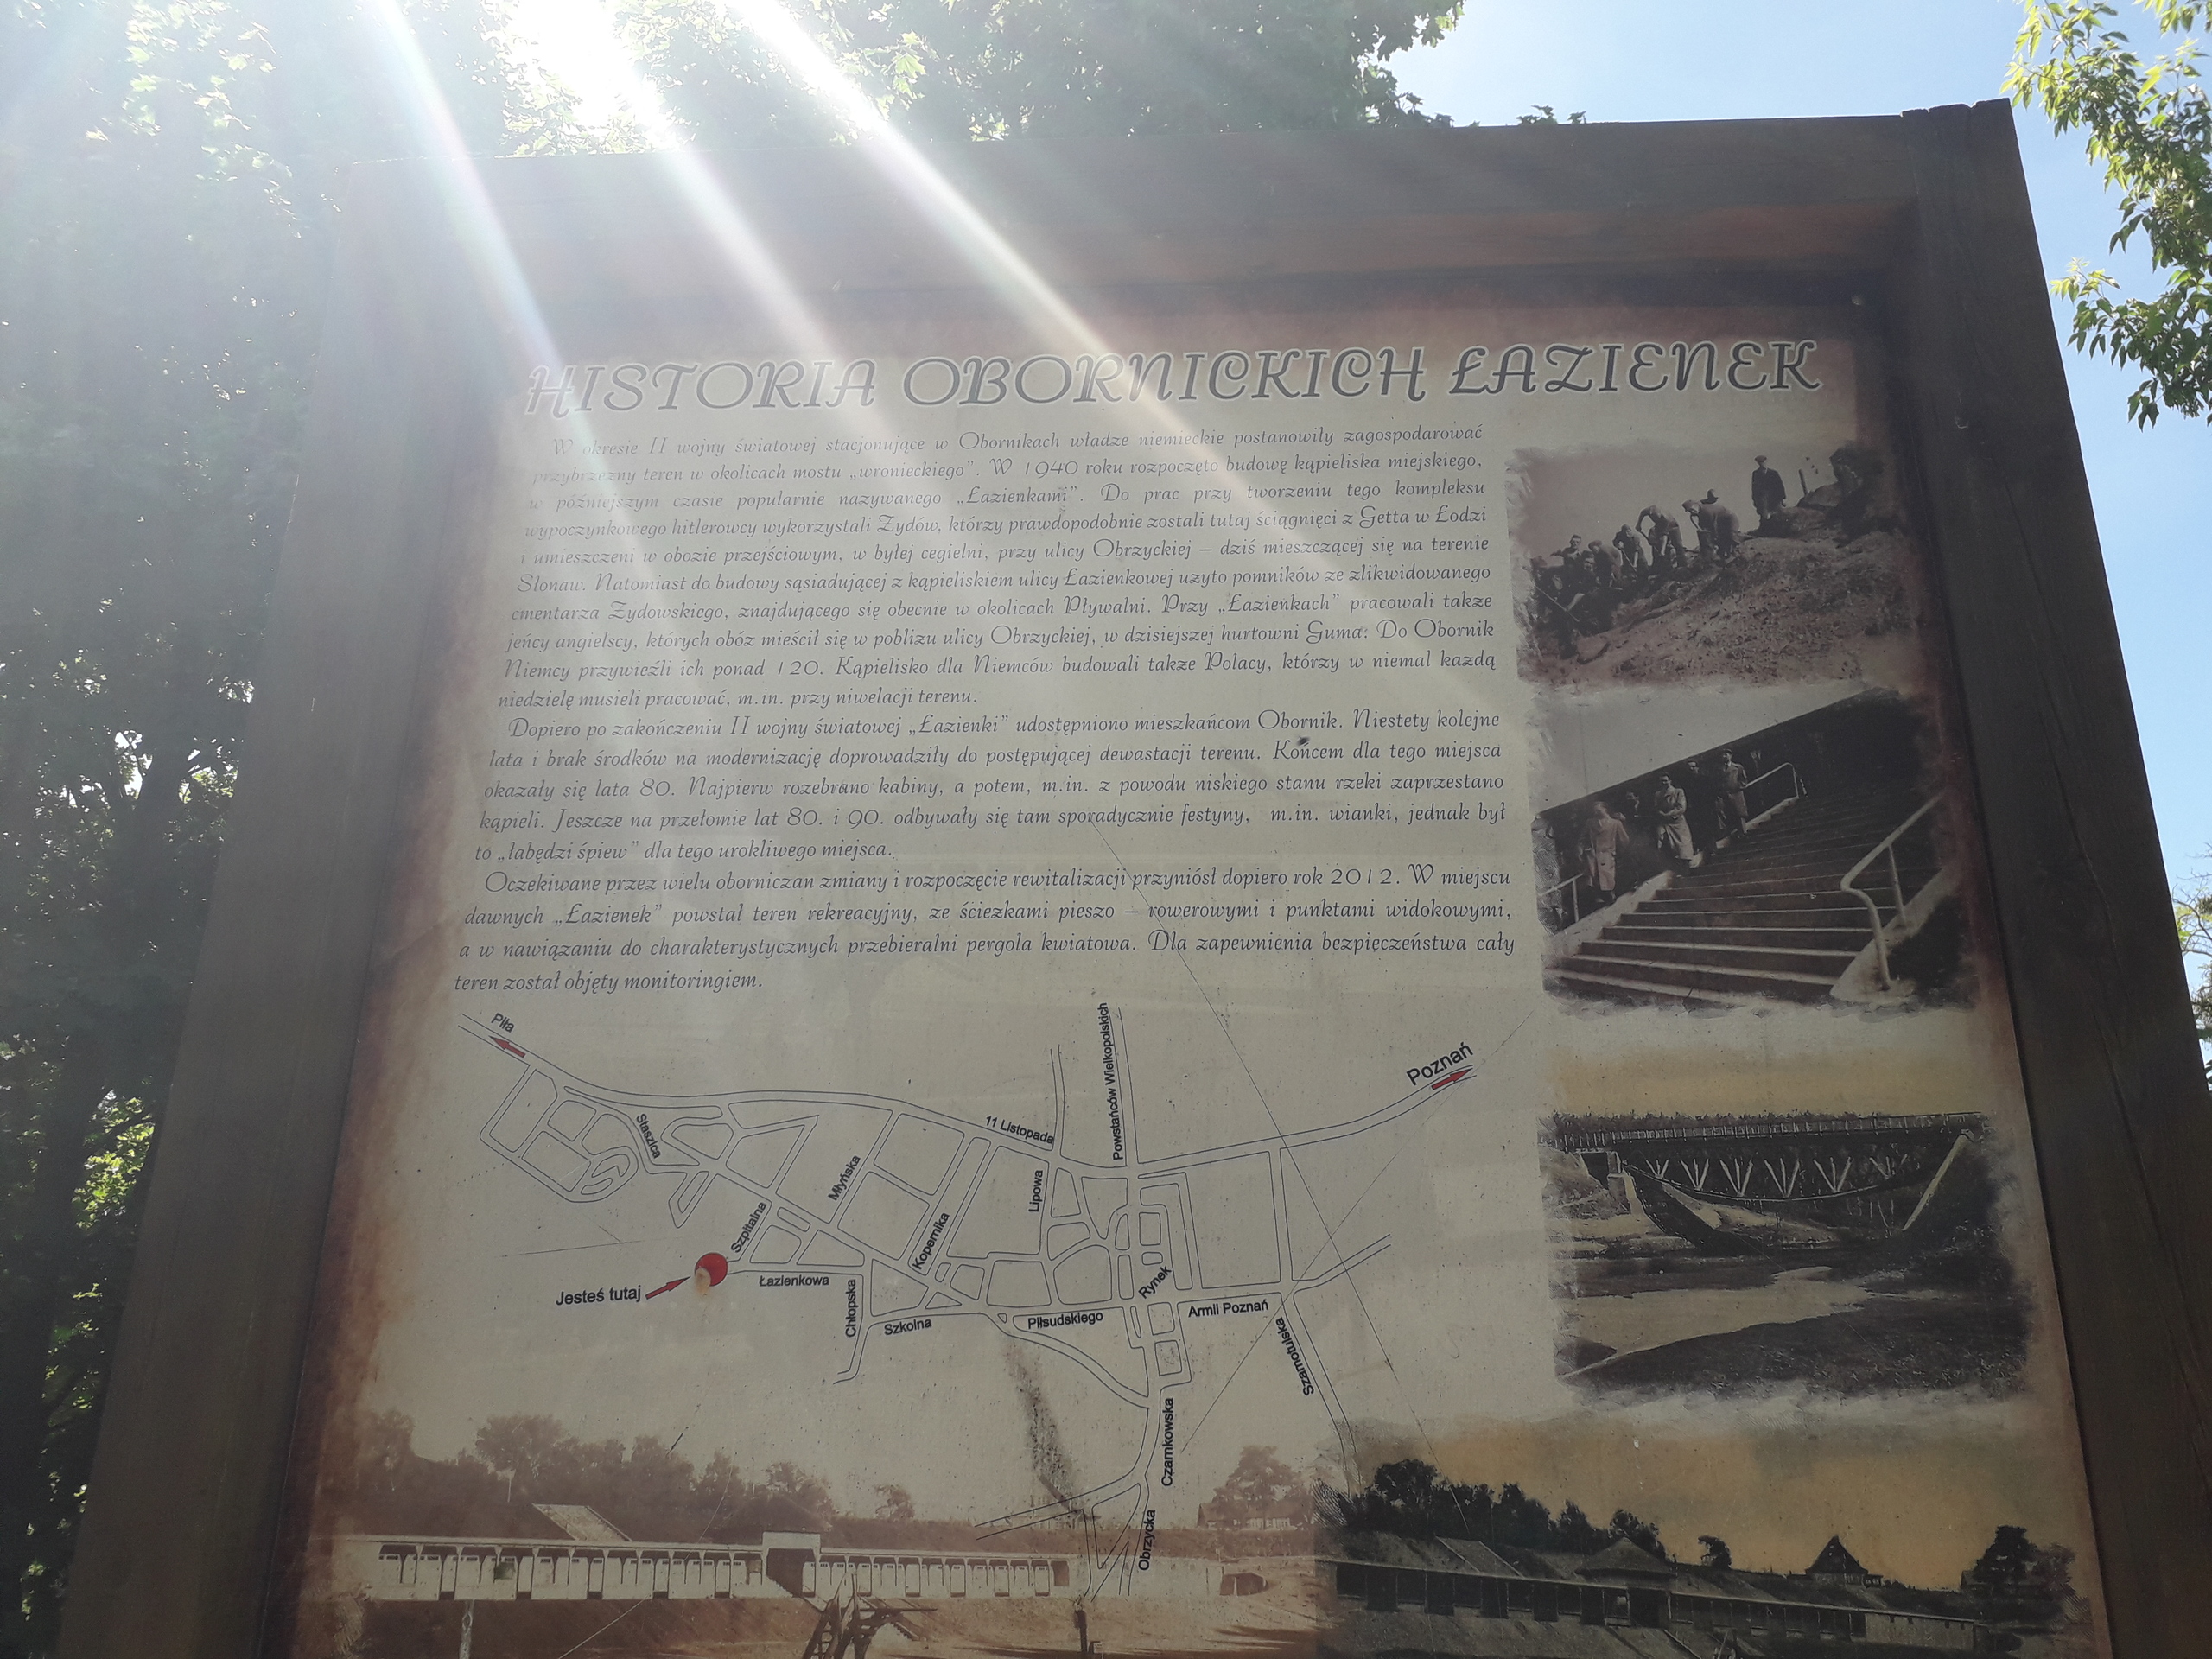 HISTORIA OBORNICKICH ŁAZIENEK
W okresie II wojny światowej stacjonujące w Obornikach władze niemieckie postanowiły zagospodarować
przybrzeżny teren w okolicach mostu „wronieckiego”. W 1940 roku rozpoczęto budowę kąpieliska miejskiego,
w późniejszym czasie popularnie nazywanego „Łazienkami”. Do prac przy tworzeniu tego kompleksu
wypoczynkowego hitlerowcy wykorzystali Żydów, którzy prawdopodobnie zostali tutaj ściągnięci z Getta w Łodzi
i umieszczeni w obozie przejściowym, w byłej cegielni, przy ulicy Obrzyckiej – dziś mieszczącej się na terenie
Słonaw. Natomiast do budowy sąsiadującej z kąpieliskiem ulicy Łazienkowej użyto pomników ze zlikwidowanego
cmentarza Żydowskiego, znajdującego się obecnie w okolicach Pływalni. Przy „Łazienkach” pracowali także
jeńcy angielscy, których obóz mieścił się w pobliżu ulicy Obrzyckiej, w dzisiejszej hurtowni Guma. Do Obornik
Niemcy przywieźli ich ponad 120. Kąpielisko dla Niemców budowali także Polacy, którzy w niemal każdą
niedzielę musieli pracować, m.in. przy niwelacji terenu.
Dopiero po zakończeniu II wojny światowej „Łazienki” udostępniono mieszkańcom Obornik. Niestety kolejne
lata i brak środków na modernizację doprowadziły do postępującej dewastacji terenu. Końcem dla tego miejsca
okazały się lata 80. Najpierw rozebrano kabiny, a potem, m.in. z powodu niskiego stanu rzeki zaprzestano
kąpieli. Jeszcze na przełomie lat 80. i 90. odbywały się tam sporadycznie festyny, m.in. wianki, jednak był
to „łabędzi śpiew” dla tego urokliwego miejsca.
Oczekiwane przez wielu oborniczan zmiany i rozpoczęcie rewitalizacji przyniósł dopiero rok 2012. W miejscu
dawnych „Łazienek” powstał teren rekreacyjny, ze ścieżkami pieszo – rowerowymi i punktami widokowymi,
a w nawiązaniu do charakterystycznych przebieralni pergola kwiatowa. Dla zapewnienia bezpieczeństwa cały
teren został objęty monitoringiem.
Piła
Powstańców Wielkopolskich
Poznań
11 Listopada
Staszica
Młyńska
Lipowa
Szpitalna
Kopernika
Rynek
Jesteś tutaj
Łazienkowa
Chłopska
Szkolna
Piłsudskiego
Armii Poznań
Szamotulska
Czarnkowska
Obrzycka